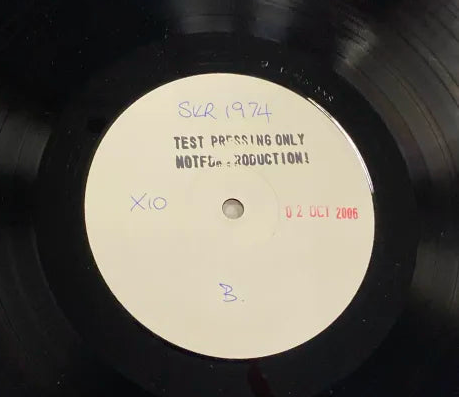 SKR 1974
TEST PRESSING ONLY
X10
02 OCT 2006
B.